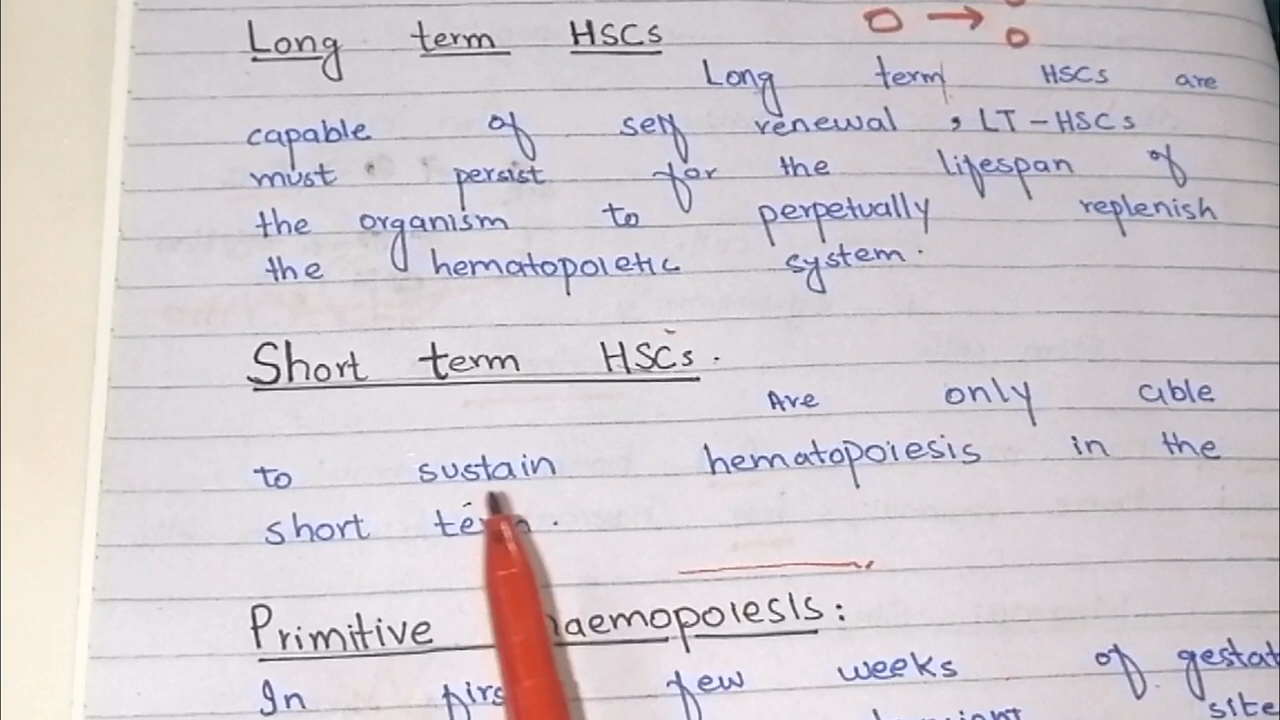 Long term HSCs
Long term HSCs are
capable of self renewal, LT-HSCs
must persist for the lifespan of
the organism to perpetually replenish
the hematopoietic system.
Short term HSCs.
Are only able
to sustain hematopoiesis in the
short
Primitive
In few weeks of